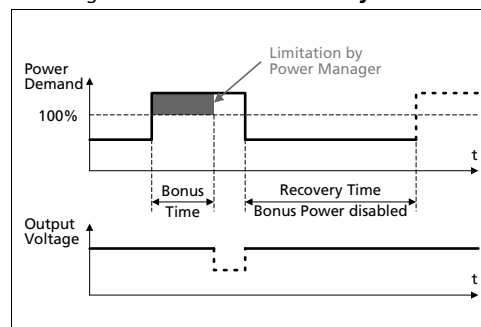 Limitation by
Power Manager
Power
Demand
100%
t
Bonus
Time
Recovery Time
Bonus Power disabled
Output
Voltage
t